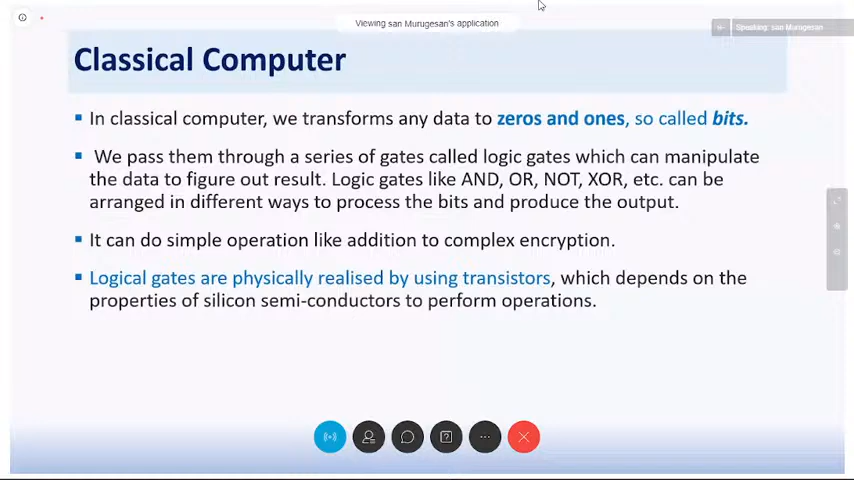 Viewing san Murugesan's application
Speaking: san Murugesan
Classical Computer
In classical computer, we transforms any data to zeros and ones, so called bits.
We pass them through a series of gates called logic gates which can manipulate
the data to figure out result. Logic gates like AND, OR, NOT, XOR, etc. can be
arranged in different ways to process the bits and produce the output.
It can do simple operation like addition to complex encryption.
Logical gates are physically realised by using transistors, which depends on the
properties of silicon semi-conductors to perform operations.